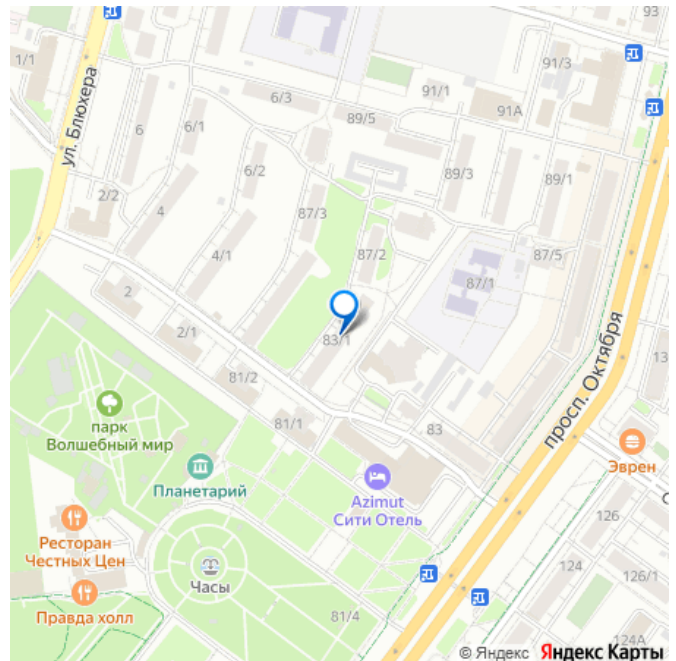 93
1/1
91/3
6/3
91/1
91А
89/5
ул. Блюхера
6
6/1
6/2
89/3
89/1
2/2
4
87/3
4/1
87/2
87/5
87/1
2
2/1
83/1
просп. Октября
13
81/2
парк
Волшебный мир
81/1
83
Эврен
Планетарий
Azimut
Сити Отель
С
126
Ресторан
Честных Цен
Часы
124
126/1
Правда холл
81/4
124А
© Яндекс Яндекс Карты